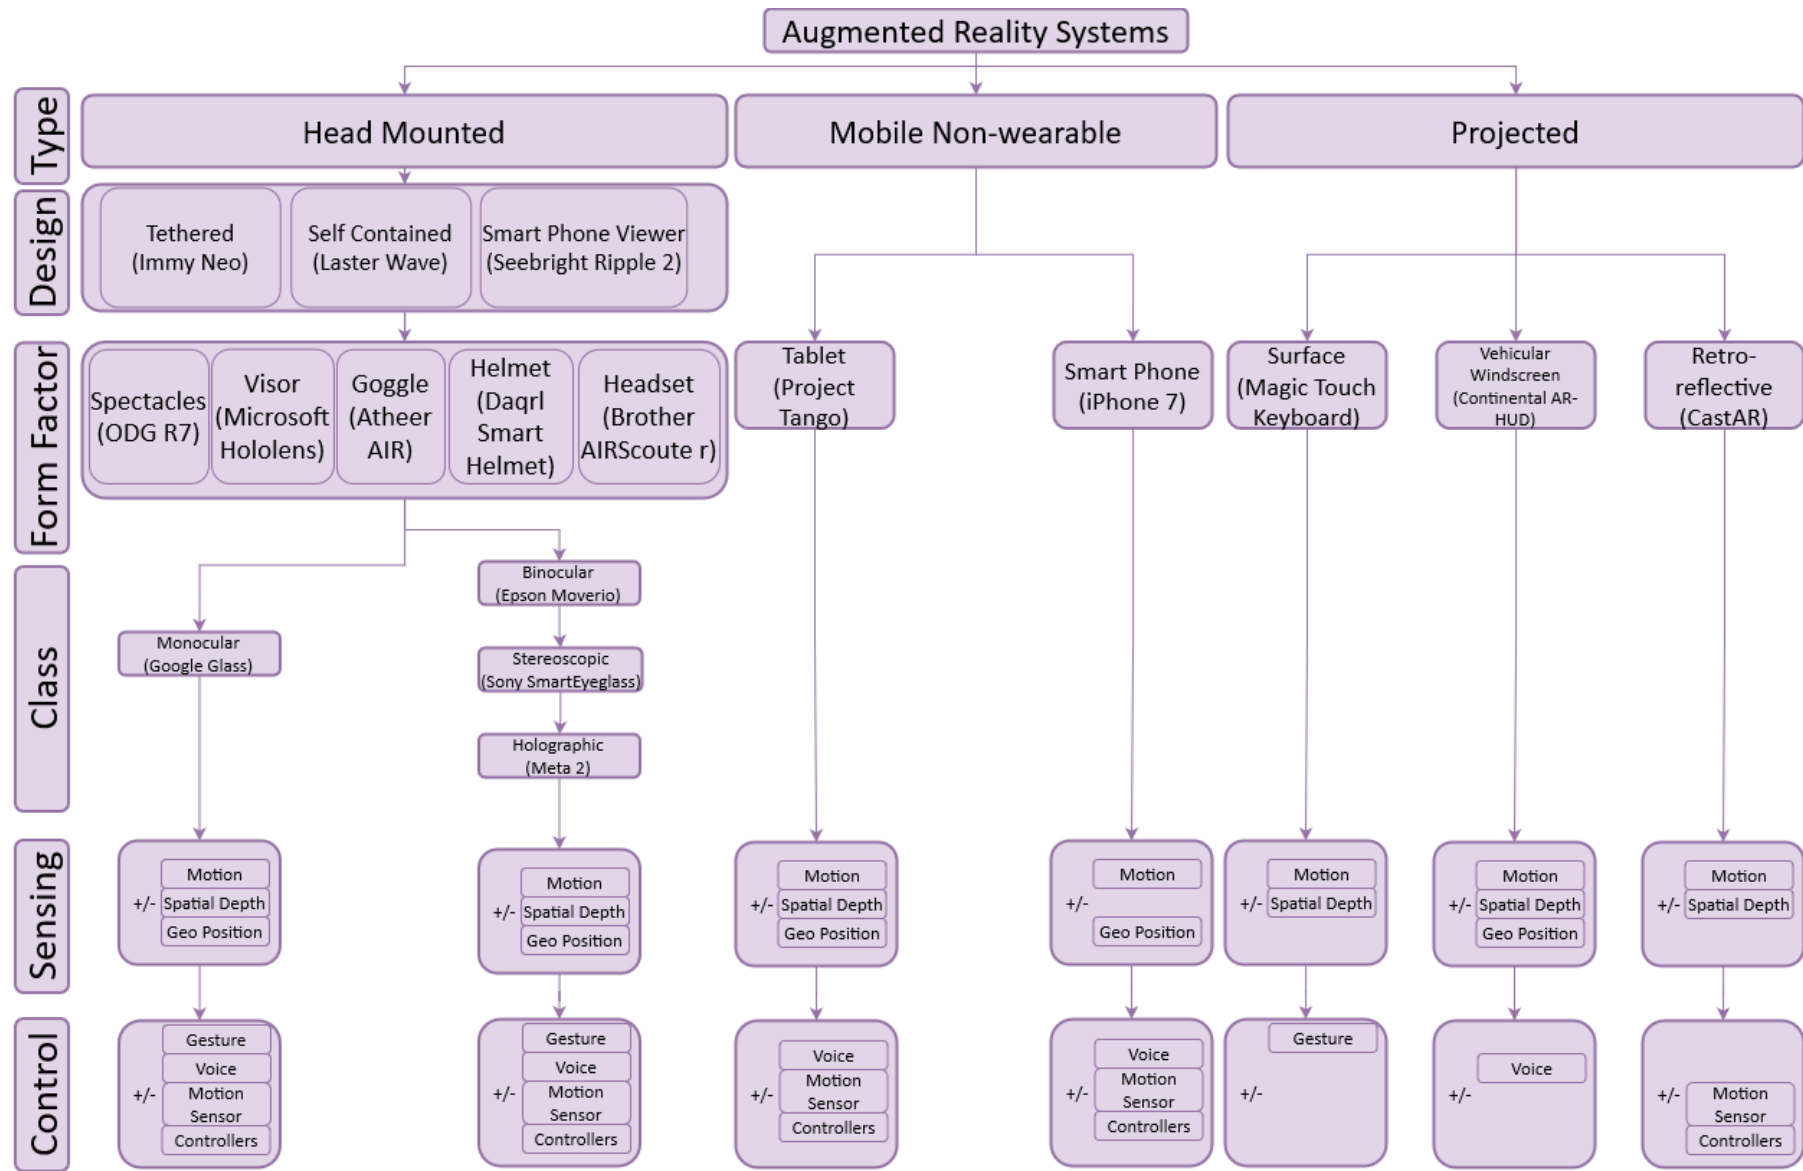 Augmented Reality Systems
Type
Head Mounted
Mobile Non-wearable
Projected
Design
Tethered
(Immy Neo)
Self Contained
(Laster Wave)
Smart Phone Viewer
(Seebright Ripple 2)
Form Factor
Spectacles
(ODG R7)
Visor
(Microsoft
Hololens)
Goggle
(Atheer
AIR)
Helmet
(Daqrl
Smart
Helmet)
Headset
(Brother
AIRScoute r)
Tablet
(Project
Tango)
Smart Phone
(iPhone 7)
Surface
(Magic Touch
Keyboard)
Vehicular
Windscreen
(Continental AR-
HUD)
Retro-
reflective
(CastAR)
Class
Monocular
(Google Glass)
Binocular
(Epson Moverio)
Stereoscopic
(Sony SmartEyeglass)
Holographic
(Meta 2)
Sensing
+/-
Motion
Spatial Depth
Geo Position
+/-
Motion
Spatial Depth
Geo Position
+/-
Motion
Spatial Depth
Geo Position
+/-
Motion
Geo Position
+/-
Motion
Spatial Depth
+/-
Motion
Spatial Depth
Geo Position
+/-
Motion
Spatial Depth
Control
+/-
Gesture
Voice
Motion
Sensor
Controllers
+/-
Gesture
Voice
Motion
Sensor
Controllers
+/-
Voice
Motion
Sensor
Controllers
+/-
Voice
Motion
Sensor
Controllers
+/-
Gesture
+/-
Voice
+/-
Motion
Sensor
Controllers